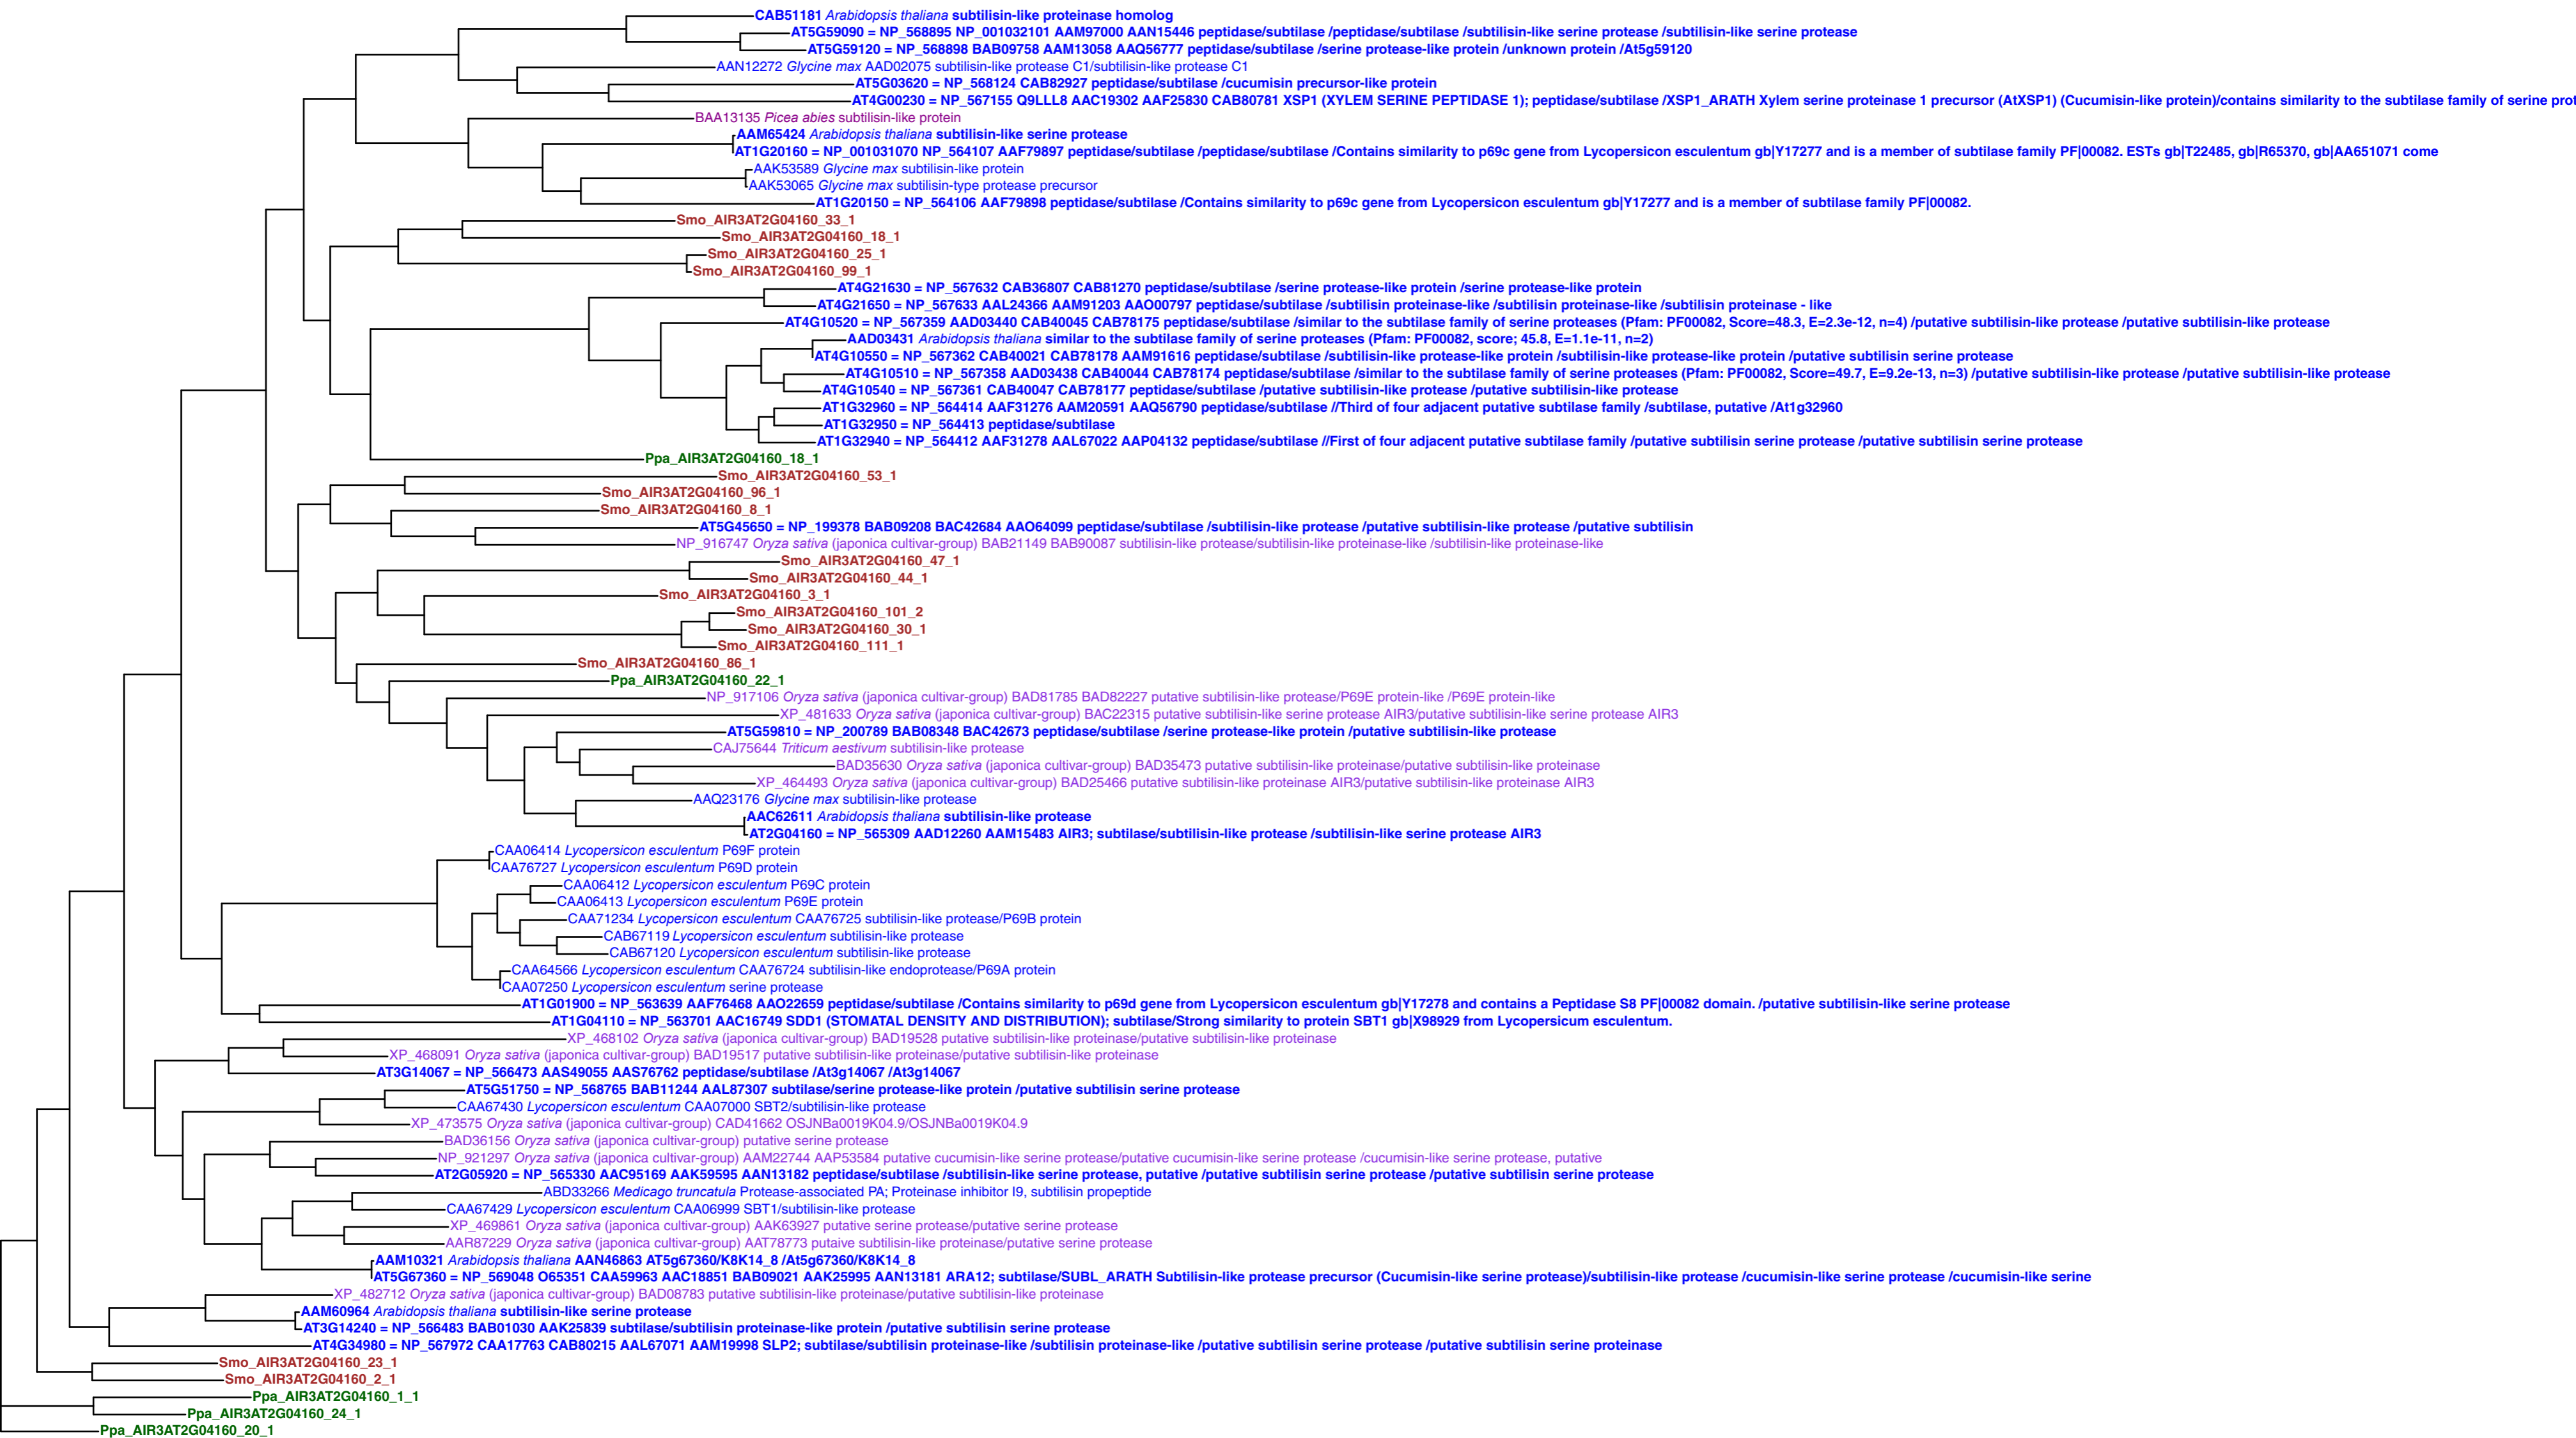 CAB51181 Arabidopsis thaliana subtilisin-like proteinase homolog
AT5G59090 = NP_568895 NP_001032101 AAM97000 AAN15446 peptidase/subtilase /peptidase/subtilase /subtilisin-like serine protease /subtilisin-like serine protease
AT5G59120 = NP_568898 BAB09758 AAM13058 AAQ56777 peptidase/subtilase /serine protease-like protein /unknown protein /At5g59120
AAN12272 Glycine max AAD02075 subtilisin-like protease C1/subtilisin-like protease C1
AT5G03620 = NP_568124 CAB82927 peptidase/subtilase /cucumisin precursor-like protein
AT4G00230 = NP_567155 Q9LLL8 AAC19302 AAF25830 CAB80781 XSP1 (XYLEM SERINE PEPTIDASE 1); peptidase/subtilase /XSP1_ARATH Xylem serine proteinase 1 precursor (AtXSP1) (Cucumisin-like protein)/contains similarity to the subtilase family of serine prot
BAA13135 Picea abies subtilisin-like protein
AAM65424 Arabidopsis thaliana subtilisin-like serine protease
AT1G20160 = NP_001031070 NP_564107 AAF79897 peptidase/subtilase /peptidase/subtilase /Contains similarity to p69c gene from Lycopersicon esculentum gb|Y17277 and is a member of subtilase family PF|00082. ESTs gb|T22485, gb|R65370, gb|AA651071 come
AAK53589 Glycine max subtilisin-like protein
AAK53065 Glycine max subtilisin-type protease precursor
AT1G20150 = NP_564106 AAF79898 peptidase/subtilase /Contains similarity to p69c gene from Lycopersicon esculentum gb|Y17277 and is a member of subtilase family PF|00082.
Smo_AIR3AT2G04160_33_1
Smo_AIR3AT2G04160_18_1
Smo_AIR3AT2G04160_25_1
Smo_AIR3AT2G04160_99_1
AT4G21630 = NP_567632 CAB36807 CAB81270 peptidase/subtilase /serine protease-like protein /serine protease-like protein
AT4G21650 = NP_567633 AAL24366 AAM91203 AAO00797 peptidase/subtilase /subtilisin proteinase-like /subtilisin proteinase-like /subtilisin proteinase - like
AT4G10520 = NP_567359 AAD03440 CAB40045 CAB78175 peptidase/subtilase /similar to the subtilase family of serine proteases (Pfam: PF00082, Score=48.3, E=2.3e-12, n=4) /putative subtilisin-like protease /putative subtilisin-like protease
AAD03431 Arabidopsis thaliana similar to the subtilase family of serine proteases (Pfam: PF00082, score; 45.8, E=1.1e-11, n=2)
AT4G10550 = NP_567362 CAB40021 CAB78178 AAM91616 peptidase/subtilase /subtilisin-like protease-like protein /subtilisin-like protease-like protein /putative subtilisin serine protease
AT4G10510 = NP_567358 AAD03438 CAB40044 CAB78174 peptidase/subtilase /similar to the subtilase family of serine proteases (Pfam: PF00082, Score=49.7, E=9.2e-13, n=3) /putative subtilisin-like protease /putative subtilisin-like protease
AT4G10540 = NP_567361 CAB40047 CAB78177 peptidase/subtilase /putative subtilisin-like protease /putative subtilisin-like protease
AT1G32960 = NP_564414 AAF31276 AAM20591 AAQ56790 peptidase/subtilase //Third of four adjacent putative subtilase family /subtilase, putative /At1g32960
AT1G32950 = NP_564413 peptidase/subtilase
AT1G32940 = NP_564412 AAF31278 AAL67022 AAP04132 peptidase/subtilase //First of four adjacent putative subtilase family /putative subtilisin serine protease /putative subtilisin serine protease
Ppa_AIR3AT2G04160_18_1
Smo_AIR3AT2G04160_53_1
Smo_AIR3AT2G04160_96_1
Smo_AIR3AT2G04160_8_1
AT5G45650 = NP_199378 BAB09208 BAC42684 AAO64099 peptidase/subtilase /subtilisin-like protease /putative subtilisin-like protease /putative subtilisin
NP_916747 Oryza sativa (japonica cultivar-group) BAB21149 BAB90087 subtilisin-like protease/subtilisin-like proteinase-like /subtilisin-like proteinase-like
Smo_AIR3AT2G04160_47_1
Smo_AIR3AT2G04160_44_1
Smo_AIR3AT2G04160_3_1
Smo_AIR3AT2G04160_101_2
Smo_AIR3AT2G04160_30_1
Smo_AIR3AT2G04160_111_1
Smo_AIR3AT2G04160_86_1
Ppa_AIR3AT2G04160_22_1
NP_917106 Oryza sativa (japonica cultivar-group) BAD81785 BAD82227 putative subtilisin-like protease/P69E protein-like /P69E protein-like
XP_481633 Oryza sativa (japonica cultivar-group) BAC22315 putative subtilisin-like serine protease AIR3/putative subtilisin-like serine protease AIR3
AT5G59810 = NP_200789 BAB08348 BAC42673 peptidase/subtilase /serine protease-like protein /putative subtilisin-like protease
CAJ75644 Triticum aestivum subtilisin-like protease
BAD35630 Oryza sativa (japonica cultivar-group) BAD35473 putative subtilisin-like proteinase/putative subtilisin-like proteinase
XP_464493 Oryza sativa (japonica cultivar-group) BAD25466 putative subtilisin-like proteinase AIR3/putative subtilisin-like proteinase AIR3
AAQ23176 Glycine max subtilisin-like protease
AAC62611 Arabidopsis thaliana subtilisin-like protease
AT2G04160 = NP_565309 AAD12260 AAM15483 AIR3; subtilase/subtilisin-like protease /subtilisin-like serine protease AIR3
CAA06414 Lycopersicon esculentum P69F protein
CAA76727 Lycopersicon esculentum P69D protein
CAA06412 Lycopersicon esculentum P69C protein
CAA06413 Lycopersicon esculentum P69E protein
CAA71234 Lycopersicon esculentum CAA76725 subtilisin-like protease/P69B protein
CAB67119 Lycopersicon esculentum subtilisin-like protease
CAB67120 Lycopersicon esculentum subtilisin-like protease
CAA64566 Lycopersicon esculentum CAA76724 subtilisin-like endoprotease/P69A protein
CAA07250 Lycopersicon esculentum serine protease
AT1G01900 = NP_563639 AAF76468 AAO22659 peptidase/subtilase /Contains similarity to p69d gene from Lycopersicon esculentum gb|Y17278 and contains a Peptidase S8 PF|00082 domain. /putative subtilisin-like serine protease
AT1G04110 = NP_563701 AAC16749 SDD1 (STOMATAL DENSITY AND DISTRIBUTION); subtilase/Strong similarity to protein SBT1 gb|X98929 from Lycopersicum esculentum.
XP_468102 Oryza sativa (japonica cultivar-group) BAD19528 putative subtilisin-like proteinase/putative subtilisin-like proteinase
XP_468091 Oryza sativa (japonica cultivar-group) BAD19517 putative subtilisin-like proteinase/putative subtilisin-like proteinase
AT3G14067 = NP_566473 AAS49055 AAS76762 peptidase/subtilase /At3g14067 /At3g14067
AT5G51750 = NP_568765 BAB11244 AAL87307 subtilase/serine protease-like protein /putative subtilisin serine protease
CAA67430 Lycopersicon esculentum CAA07000 SBT2/subtilisin-like protease
XP_473575 Oryza sativa (japonica cultivar-group) CAD41662 OSJNBa0019K04.9/OSJNBa0019K04.9
BAD36156 Oryza sativa (japonica cultivar-group) putative serine protease
NP_921297 Oryza sativa (japonica cultivar-group) AAM22744 AAP53584 putative cucumisin-like serine protease/putative cucumisin-like serine protease /cucumisin-like serine protease, putative
AT2G05920 = NP_565330 AAC95169 AAK59595 AAN13182 peptidase/subtilase /subtilisin-like serine protease, putative /putative subtilisin serine protease /putative subtilisin serine protease
ABD33266 Medicago truncatula Protease-associated PA; Proteinase inhibitor I9, subtilisin propeptide
CAA67429 Lycopersicon esculentum CAA06999 SBT1/subtilisin-like protease
XP_469861 Oryza sativa (japonica cultivar-group) AAK63927 putative serine protease/putative serine protease
AAR87229 Oryza sativa (japonica cultivar-group) AAT78773 putaive subtilisin-like proteinase/putative serine protease
AAM10321 Arabidopsis thaliana AAN46863 AT5g67360/K8K14_8 /At5g67360/K8K14_8
AT5G67360 = NP_569048 O65351 CAA59963 AAC18851 BAB09021 AAK25995 AAN13181 ARA12; subtilase/SUBL_ARATH Subtilisin-like protease precursor (Cucumisin-like serine protease)/subtilisin-like protease /cucumisin-like serine protease /cucumisin-like serine
XP_482712 Oryza sativa (japonica cultivar-group) BAD08783 putative subtilisin-like proteinase/putative subtilisin-like proteinase
AAM60964 Arabidopsis thaliana subtilisin-like serine protease
AT3G14240 = NP_566483 BAB01030 AAK25839 subtilase/subtilisin proteinase-like protein /putative subtilisin serine protease
AT4G34980 = NP_567972 CAA17763 CAB80215 AAL67071 AAM19998 SLP2; subtilase/subtilisin proteinase-like /subtilisin proteinase-like /putative subtilisin serine protease /putative subtilisin serine proteinase
Smo_AIR3AT2G04160_23_1
Smo_AIR3AT2G04160_2_1
Ppa_AIR3AT2G04160_1_1
Ppa_AIR3AT2G04160_24_1
Ppa_AIR3AT2G04160_20_1